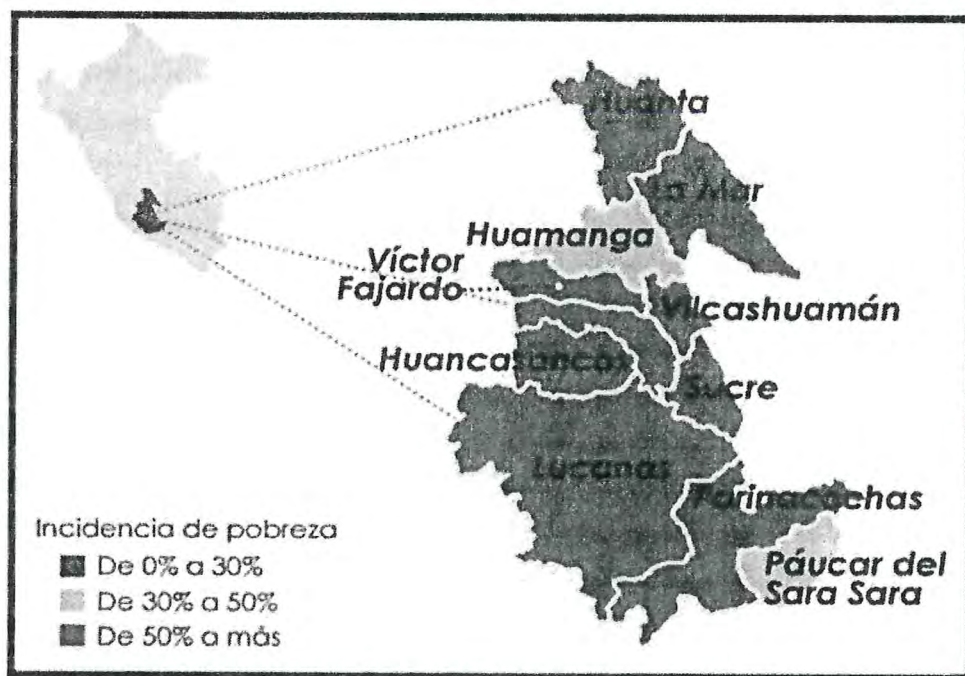 Huanta
La Mar
Huamanga
Víctor
Fajardo
Vilcashuamán
Huancasancos
Sucre
Lucanas
Parinacochas
Páucar del
Sara Sara
Incidencia de pobreza
De 0% a 30%
De 30% a 50%
De 50% a más